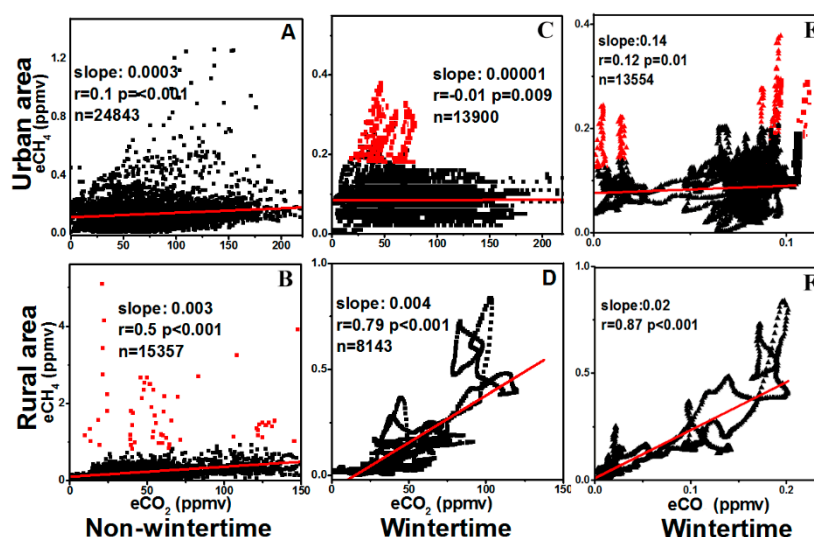 Urban area
eCH4 (ppmv)
A
slope: 0.0003
r=0.1 p=<0.001
n=24843
1.2
0.8
0.4
0.0
0 50 100 150 200
C
slope: 0.00001
r=-0.01 p=0.009
n=13900
0.4
0.2
0.0
0 50 100 150 200
E
slope:0.14
r=0.12 p=0.01
n=13554
0.4
0.2
0.0
0.0 0.1
Rural area
eCH4 (ppmv)
B
slope: 0.003
r=0.5 p<0.001
n=15357
4
2
0
0 50 100 150
eCO2 (ppmv)
Non-wintertime
D
slope: 0.004
r=0.79 p<0.001
n=8143
1.0
0.5
0.0
0 50 100 150
eCO2 (ppmv)
Wintertime
F
slope:0.02
r=0.87 p<0.001
1.0
0.5
0.0
0.0 0.1 0.2
eCO (ppmv)
Wintertime